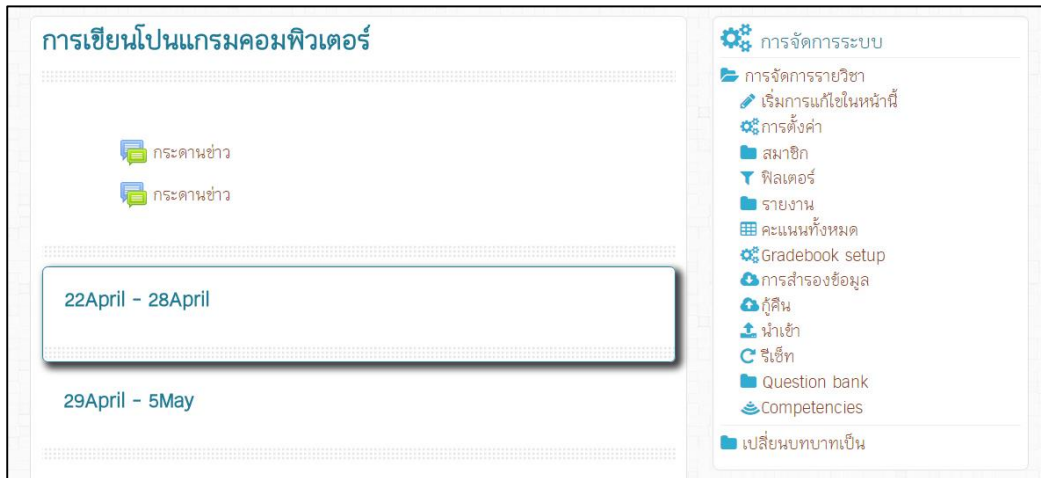 การเขียนโปนแกรมคอมพิวเตอร์
กระดานข่าว
กระดานข่าว
22April - 28April
29April - 5May
การจัดการระบบ
การจัดการรายวิชา
เริ่มการแก้ไขในหน้านี้
การตั้งค่า
สมาชิก
ฟิลเตอร์
รายงาน
คะแนนทั้งหมด
Gradebook setup
การสำรองข้อมูล
กู้คืน
นำเข้า
รีเซ็ท
Question bank
Competencies
เปลี่ยนบทบาทเป็น